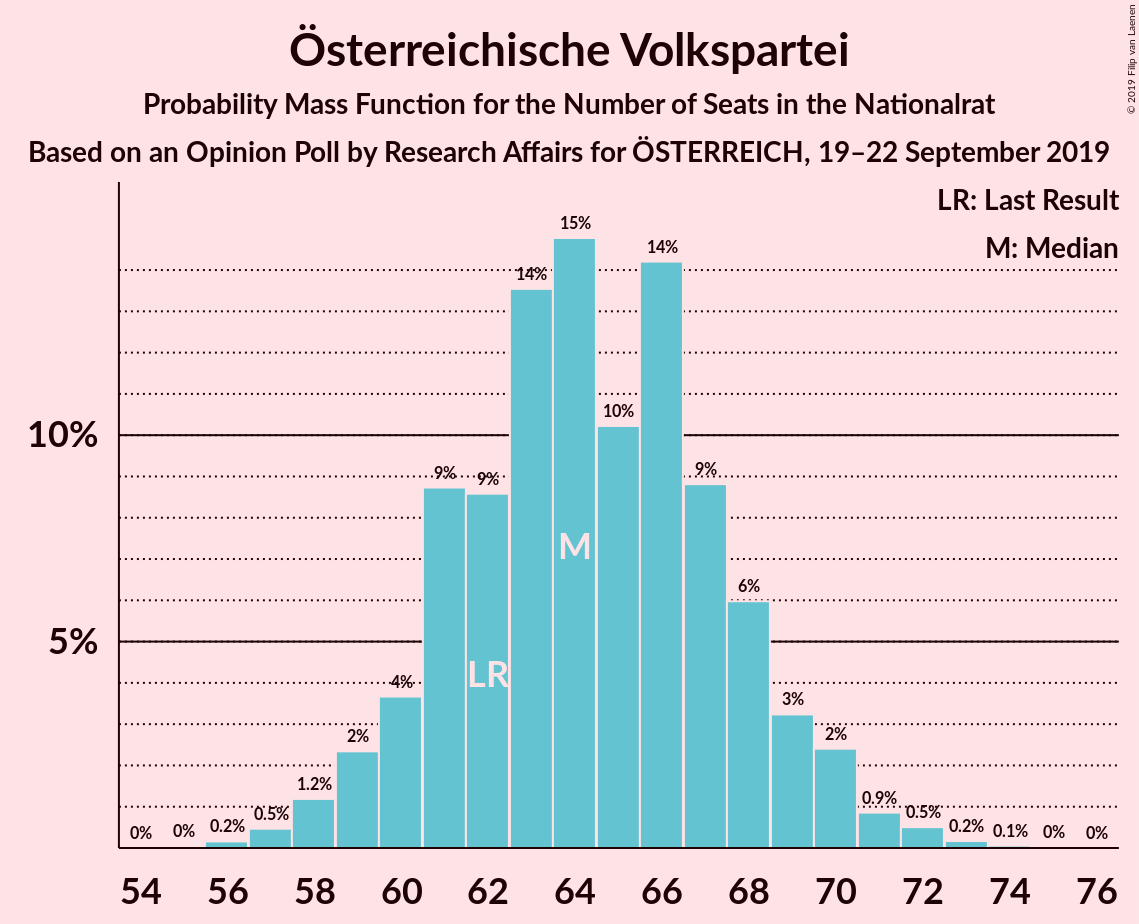 Österreichische Volkspartei
Probability Mass Function for the Number of Seats in the Nationalrat
Based on an Opinion Poll by Research Affairs for ÖSTERREICH, 19–22 September 2019
© 2019 Filip van Laenen
LR: Last Result
M: Median
10%
5%
0% 0% 0.2% 0.5% 1.2% 2% 4% 9% 9% 14% 15% 10% 14% 9% 6% 3% 2% 0.9% 0.5% 0.2% 0.1% 0% 0%
M
LR
54 56 58 60 62 64 66 68 70 72 74 76